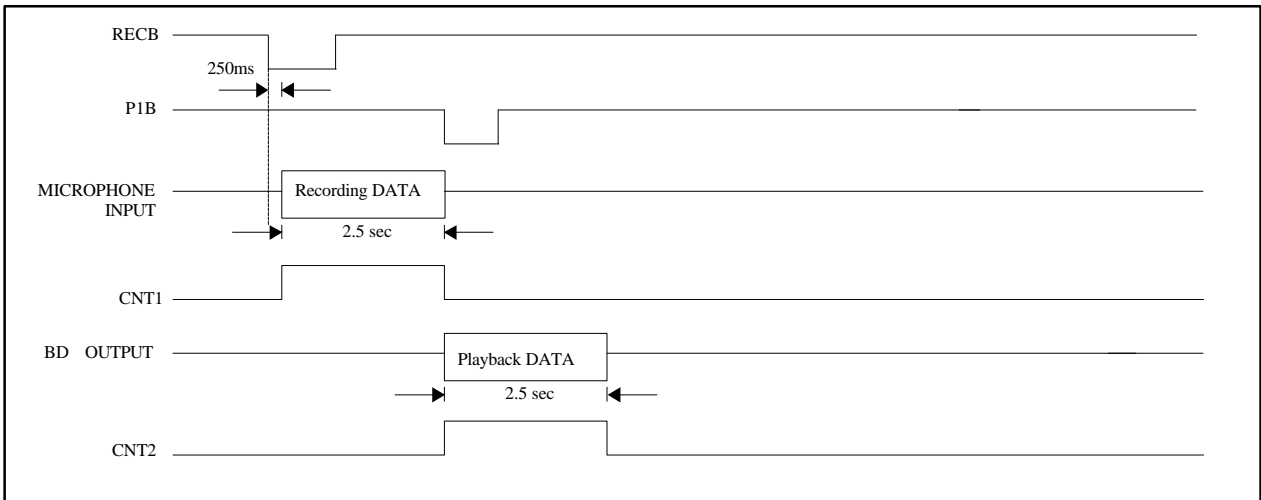 RECB
250ms
P1B
MICROPHONE
INPUT
Recording DATA
2.5 sec
CNT1
BD OUTPUT
Playback DATA
2.5 sec
CNT2